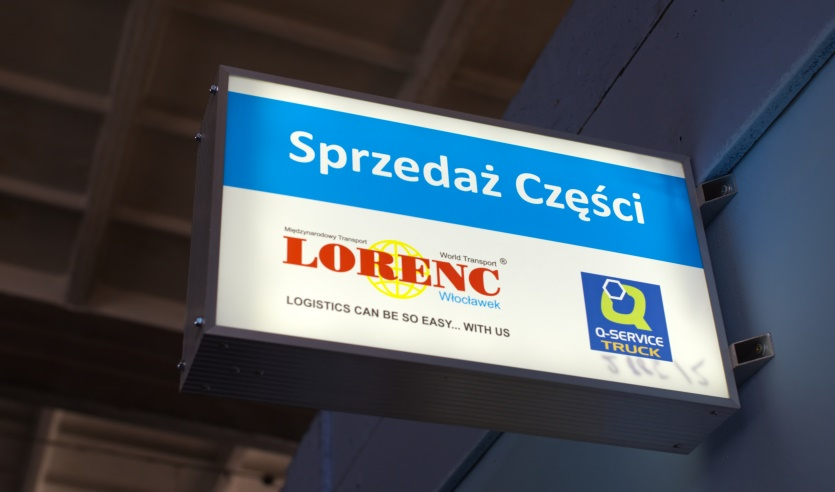 Sprzedaż Części
Międzynarodowy Transport
World Transport ®
LORENC
Włocławek
LOGISTICS CAN BE SO EASY... WITH US
Q-SERVICE
TRUCK